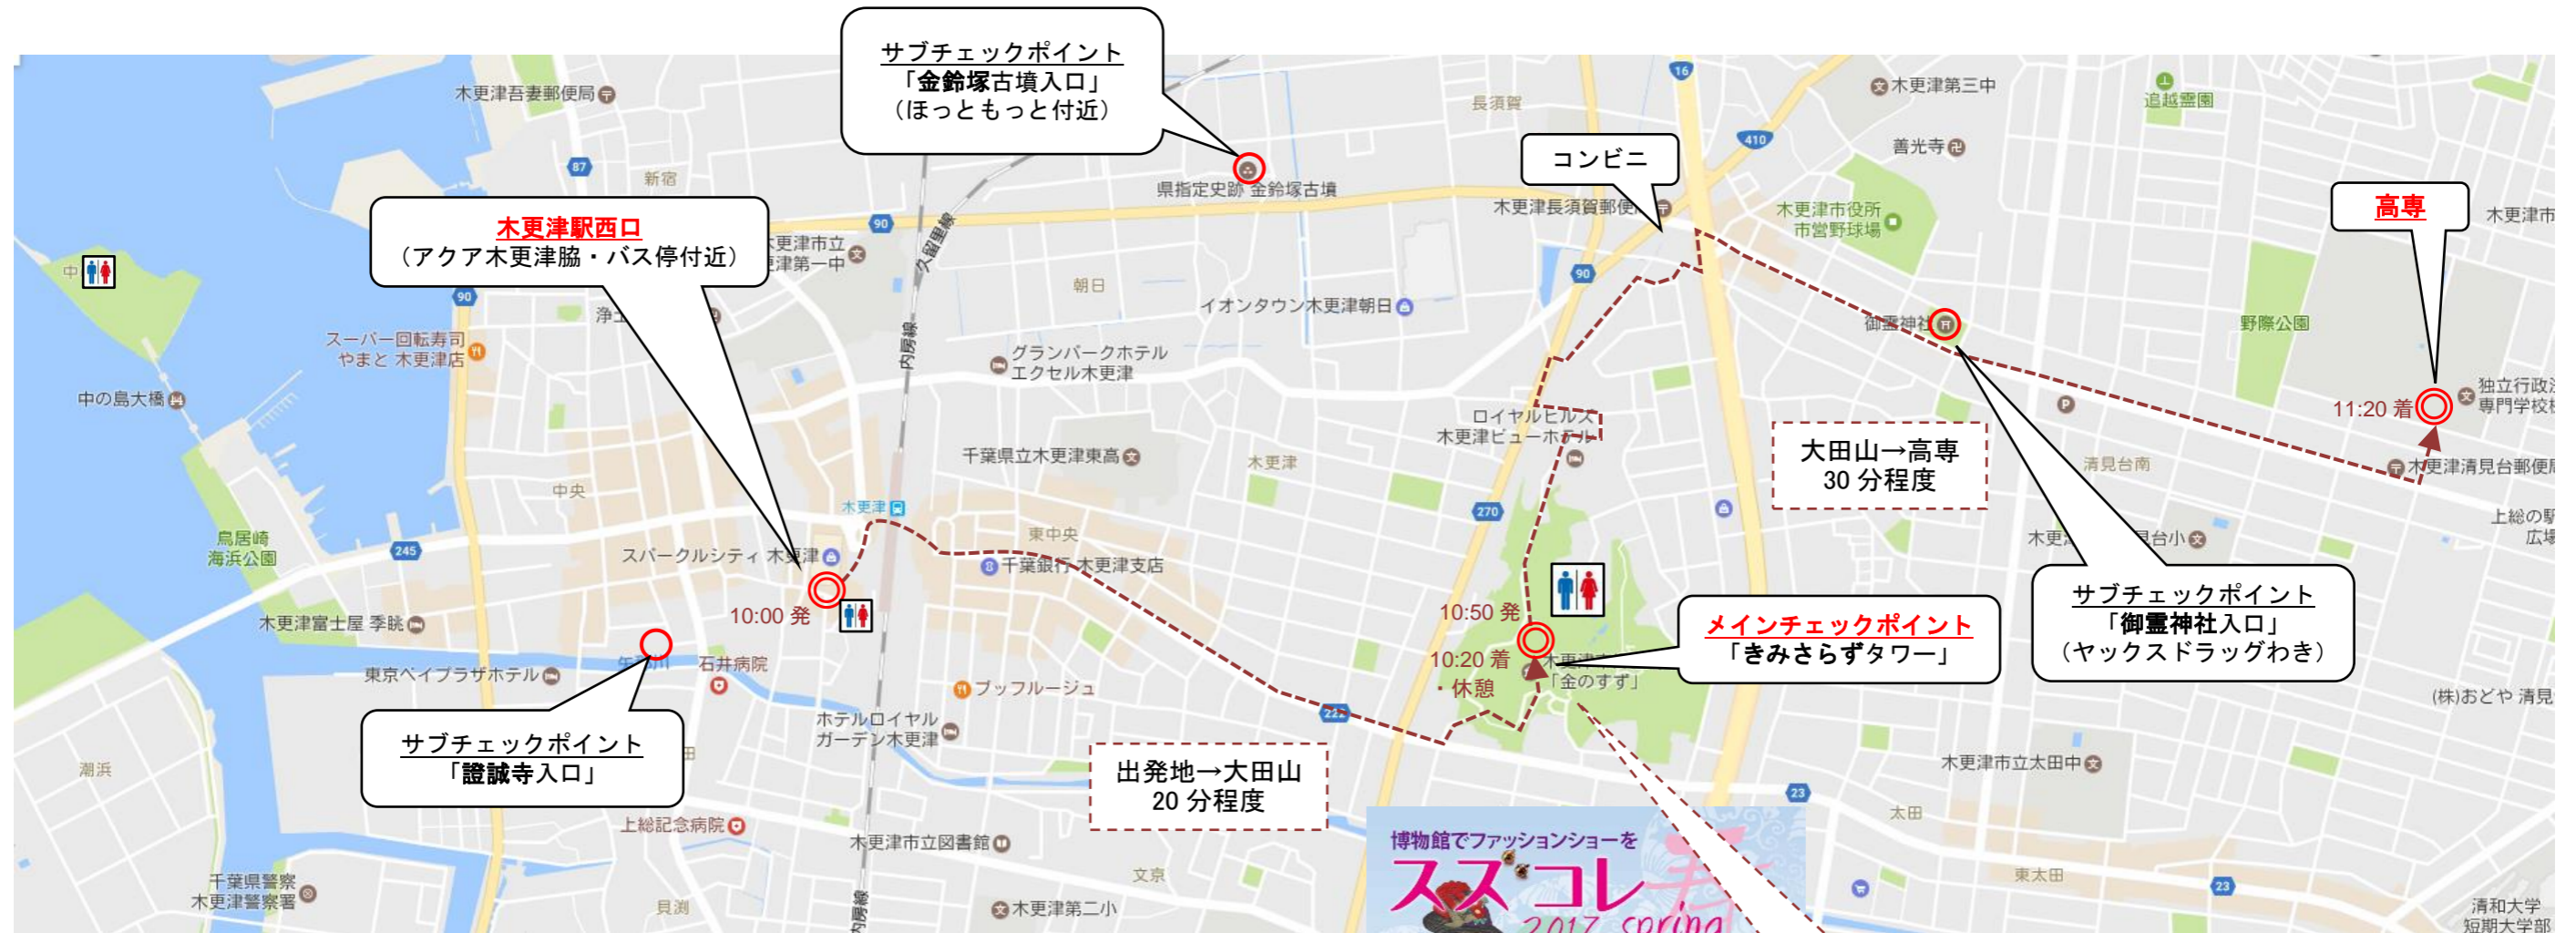 サブチェックポイント
「金鈴塚古墳入口」
（ほっともっと付近）
木更津吾妻郵便局
87
新宿
県指定史跡 金鈴塚古墳
長須賀
16
410
コンビニ
木更津第三中
善光寺
追越霊園
木更津長須賀郵便
木更津市役所
市営野球場
高専
木更津市
木更津駅西口
（アクア木更津脇・バス停付近）
90
更津市立
津第一中
久留里線
朝日
イオンタウン木更津朝日
90
中
90
スーパー回転寿司
やまと 木更津店
浄土
内房線
グランパークホテル
エクセル木更津
御霊神社
野際公園
中の島大橋
ロイヤルヒルズ
木更津ビューホテル
P
11:20 着
独立行政法
専門学校
千葉県立木更津東高
木更津
大田山→高専
30 分程度
清見台南
木更津清見台郵便局
中央
木更津
270
上総の駅
広場
鳥居崎
海浜公園
245
スパークルシティ 木更津
東中央
千葉銀行 木更津支店
木更
見台小
10:00 発
10:50 発
10:20 着
・休憩
メインチェックポイント
「きみさらずタワー」
サブチェックポイント
「御霊神社入口」
（ヤックスドラッグわき）
木更津富士屋 季眺
東京ベイプラザホテル
石井病院
木更津
「金のすず」
ブッフルージュ
(株)おどや 清見
サブチェックポイント
「證誠寺入口」
田
ホテルロイヤル
ガーデン木更津
222
出発地→大田山
20 分程度
木更津市立太田中
潮浜
23
太田
上総記念病院
木更津市立図書館
博物館でファッションショーを
スズコレ春
2017 spring
千葉県警察
木更津警察署
貝渕
内房線
文京
木更津第二小
東太田
23
清和大学
短期大学部